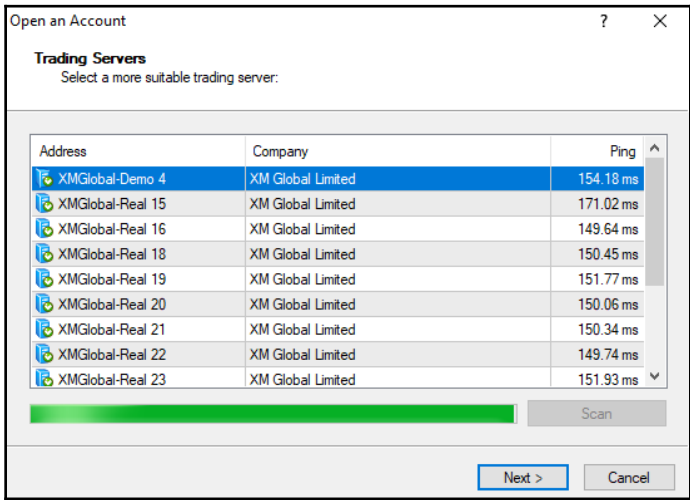 Open an Account ? ×
Trading Servers
Select a more suitable trading server:
Address Company Ping
XMGlobal-Demo 4 XM Global Limited 154.18 ms
XMGlobal-Real 15 XM Global Limited 171.02 ms
XMGlobal-Real 16 XM Global Limited 149.64 ms
XMGlobal-Real 18 XM Global Limited 150.45 ms
XMGlobal-Real 19 XM Global Limited 151.77 ms
XMGlobal-Real 20 XM Global Limited 150.06 ms
XMGlobal-Real 21 XM Global Limited 150.34 ms
XMGlobal-Real 22 XM Global Limited 149.74 ms
XMGlobal-Real 23 XM Global Limited 151.93 ms
Scan
Next > Cancel